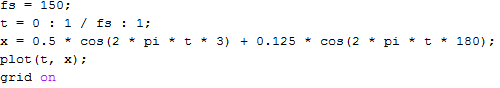 fs = 150;
t = 0 : 1 / fs : 1;
x = 0.5 * cos(2 * pi * t * 3) + 0.125 * cos(2 * pi * t * 180);
plot(t, x);
grid on